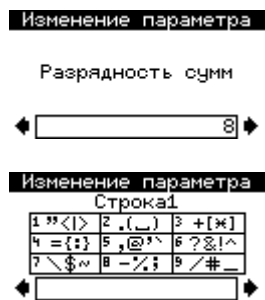 Изменение параметра
Разрядность сумм
8
Изменение параметра
Строка1
1 "<|> 2 .(_) 3 +[*]
4 ={:} 5 ,@'` 6 ?&!^
7 \$~ 8 -%; 9 /#_